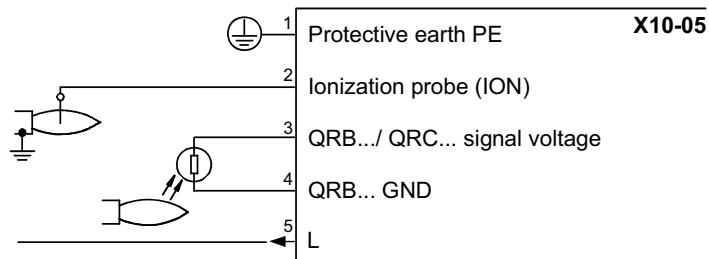 X10-05
1 Protective earth PE
2 Ionization probe (ION)
3 QRB.../ QRC... signal voltage
4 QRB... GND
5 L